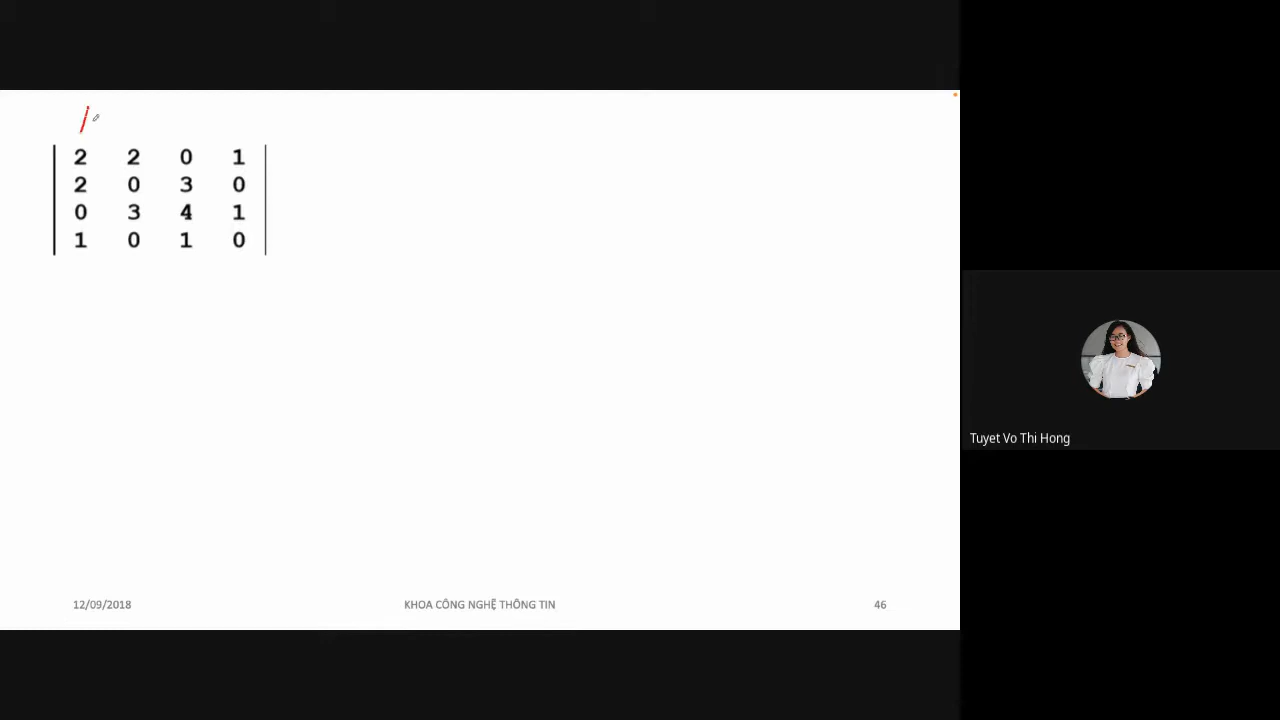 2 2 0 1
2 0 3 0
0 3 4 1
1 0 1 0
Tuyet Vo Thi Hong
12/09/2018 KHOA CÔNG NGHỆ THÔNG TIN 46